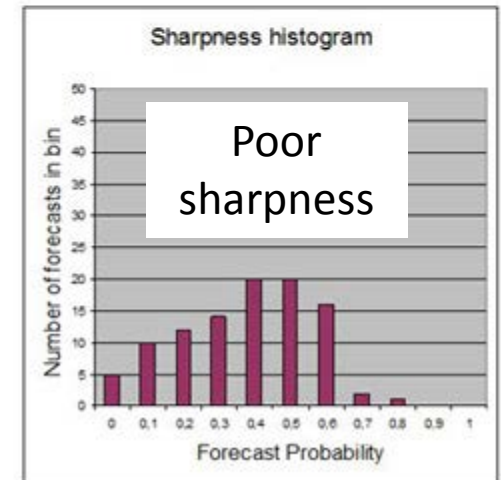 Sharpness histogram
Poor
sharpness
Number of forecasts in bin
50
45
40
35
30
25
20
15
10
5
0
0 0,1 0,2 0,3 0,4 0,5 0,6 0,7 0,8 0,9 1
Forecast Probability